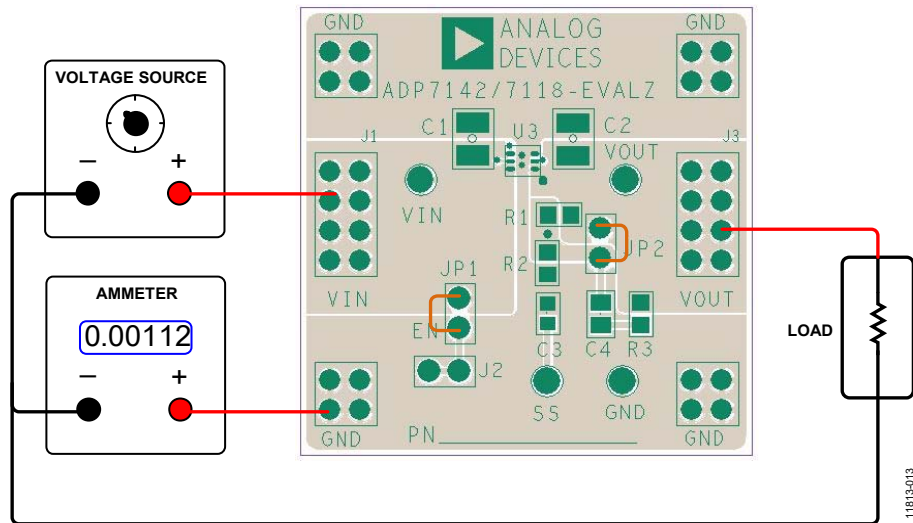 VOLTAGE SOURCE
− +
AMMETER
0.00112
− +
GND
ANALOG
DEVICES
GND
ADP7142/7118-EVALZ
C1
U3
C2
J1
J3
VOUT
VIN
R1
R2
JP2
JP1
VIN
VOUT
EN
C3
C4
R3
J2
SS
GND
GND
PN
GND
LOAD
11813-013